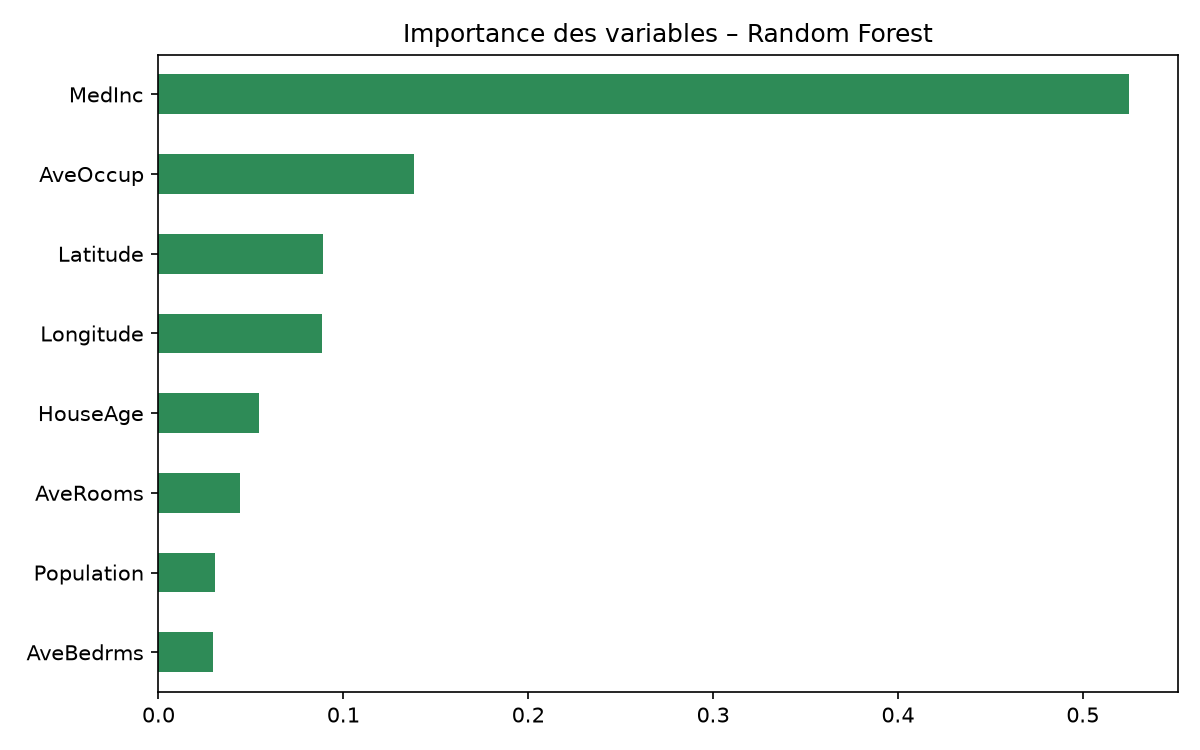 Importance des variables – Random Forest
MedInc
AveOccup
Latitude
Longitude
HouseAge
AveRooms
Population
AveBedrms
0.0 0.1 0.2 0.3 0.4 0.5